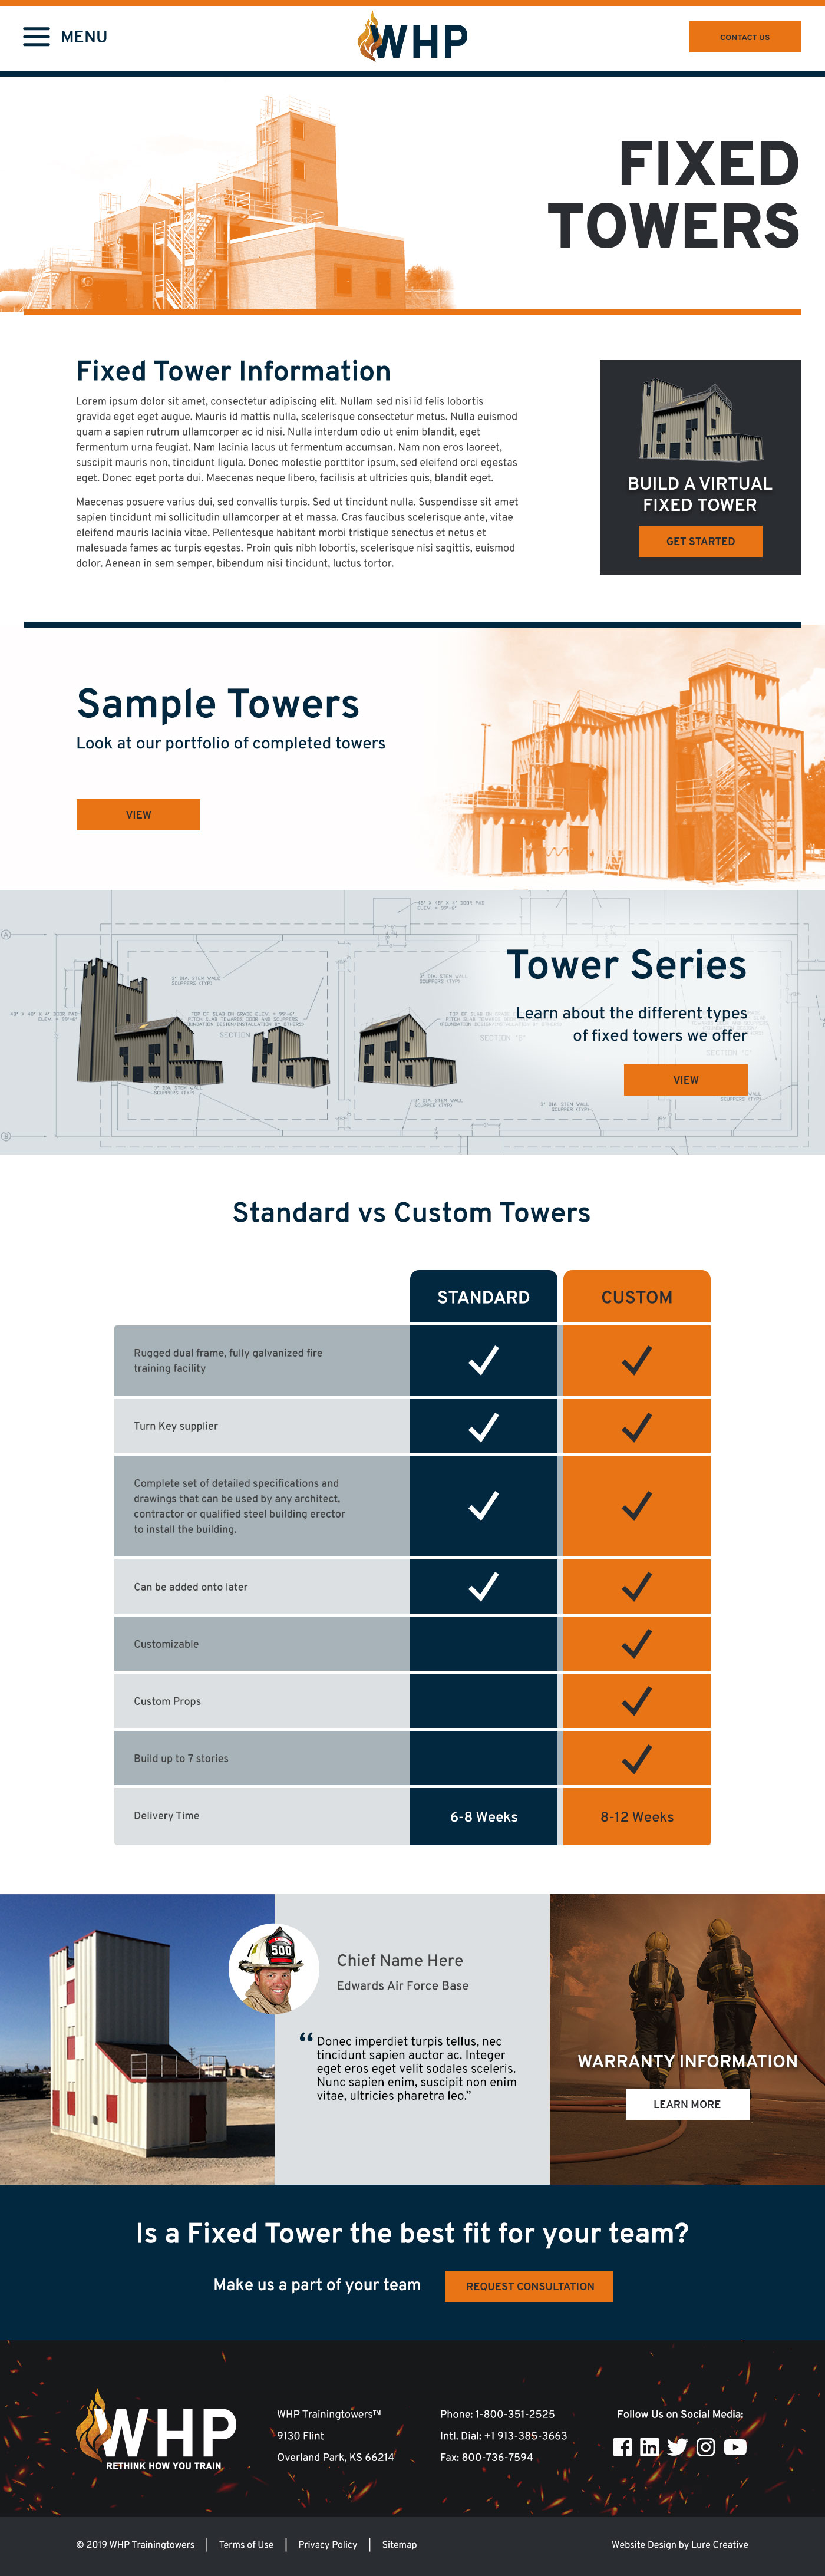 MENU
WHP
CONTACT US
FIXED
TOWERS
Fixed Tower Information
Lorem ipsum dolor sit amet, consectetur adipiscing elit. Nullam sed nisi id felis lobortis
gravida eget eget augue. Mauris id mattis nulla, scelerisque consectetur metus. Nulla euismod
quam a sapien rutrum ullamcorper ac id nisi. Nulla interdum odio ut enim blandit, eget
fermentum urna feugiat. Nam lacinia lacus ut fermentum accumsan. Nam non eros laoreet,
suscipit mauris non, tincidunt ligula. Donec molestie porttitor ipsum, sed eleifend orci egestas
eget. Donec eget porta dui. Maecenas neque libero, facilisis at ultricies quis, blandit eget.
Maecenas posuere varius dui, sed convallis turpis. Sed ut tincidunt nulla. Suspendisse sit amet
sapien tincidunt mi sollicitudin ullamcorper at et massa. Cras faucibus scelerisque ante, vitae
eleifend mauris lacinia vitae. Pellentesque habitant morbi tristique senectus et netus et
malesuada fames ac turpis egestas. Proin quis nibh lobortis, scelerisque nisi sagittis, euismod
dolor. Aenean in sem semper, bibendum nisi tincidunt, luctus tortor.
BUILD A VIRTUAL
FIXED TOWER
GET STARTED
Sample Towers
Look at our portfolio of completed towers
VIEW
A
B
3" DIA. STEM WALL
SCUPPERS (TYP)
SECTION
Tower Series
Learn about the different types
of fixed towers we offer
VIEW
Standard vs Custom Towers
STANDARD
CUSTOM
Rugged dual frame, fully galvanized fire
training facility
Turn Key supplier
Complete set of detailed specifications and
drawings that can be used by any architect,
contractor or qualified steel building erector
to install the building.
Can be added onto later
Customizable
Custom Props
Build up to 7 stories
Delivery Time
6-8 Weeks
8-12 Weeks
500
Chief Name Here
Edwards Air Force Base
“ Donec imperdiet turpis tellus, nec
tincidunt sapien auctor ac. Integer
eget eros eget velit sodales sceleris.
Nunc sapien enim, suscipit non enim
vitae, ultricies pharetra leo.”
WARRANTY INFORMATION
LEARN MORE
Is a Fixed Tower the best fit for your team?
Make us a part of your team
REQUEST CONSULTATION
WHP
RETHINK HOW YOU TRAIN
WHP Trainingtowers™
9130 Flint
Overland Park, KS 66214
Phone: 1-800-351-2525
Intl. Dial: +1 913-385-3663
Fax: 800-736-7594
Follow Us on Social Media:
© 2019 WHP Trainingtowers | Terms of Use | Privacy Policy | Sitemap
Website Design by Lure Creative